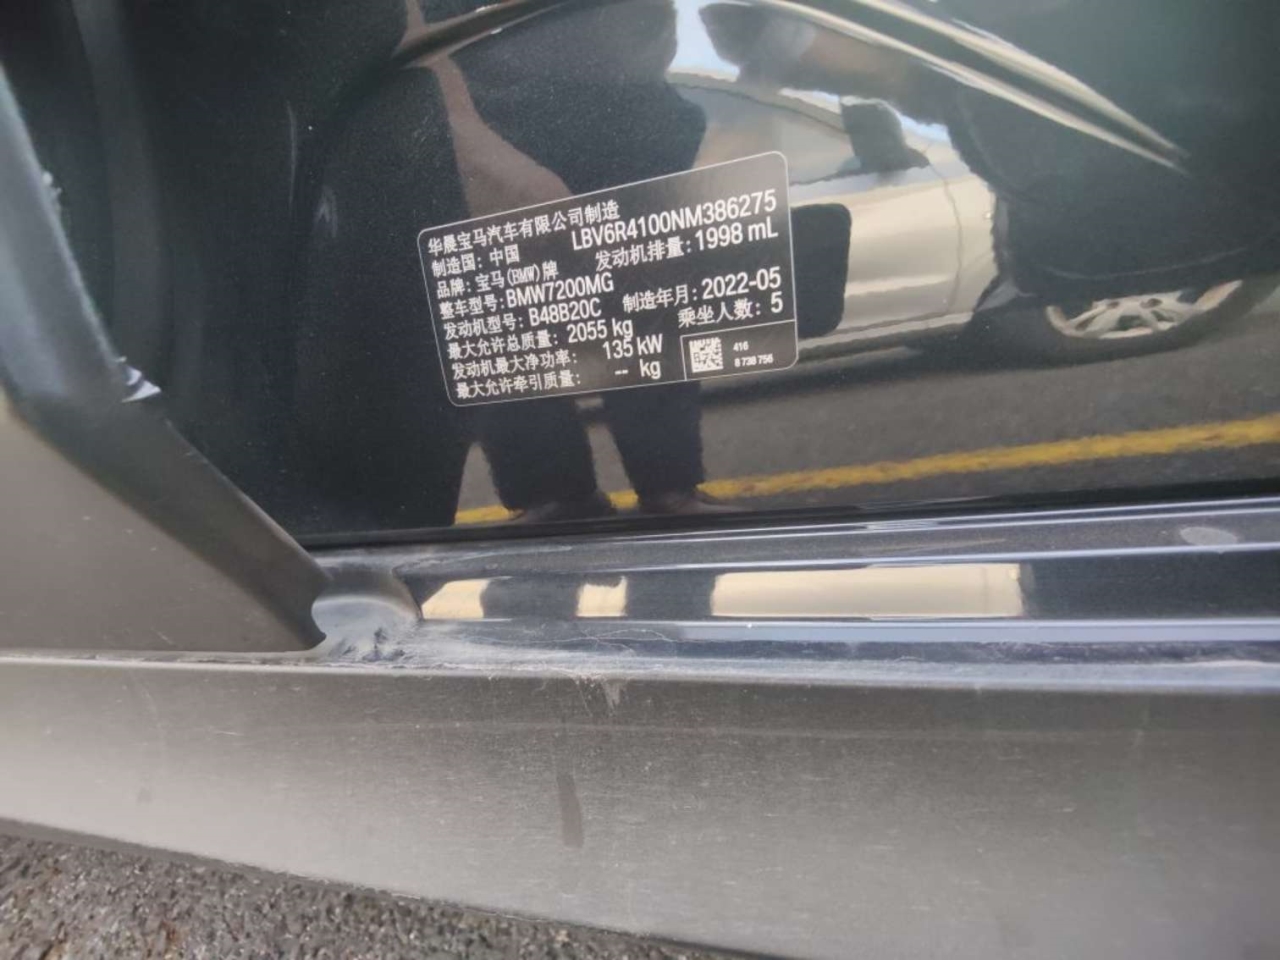 华晨宝马汽车有限公司制造
制造国：中国 LBV6R4100NM386275
品牌：宝马(BMW)牌 发动机排量：1998 mL
整车型号：BMW7200MG
发动机型号：B48B20C 制造年月：2022-05
最大允许总质量： 2055 kg 乘坐人数： 5
发动机最大净功率： 135 kW
最大允许牵引质量： -- kg
416
8 738 756